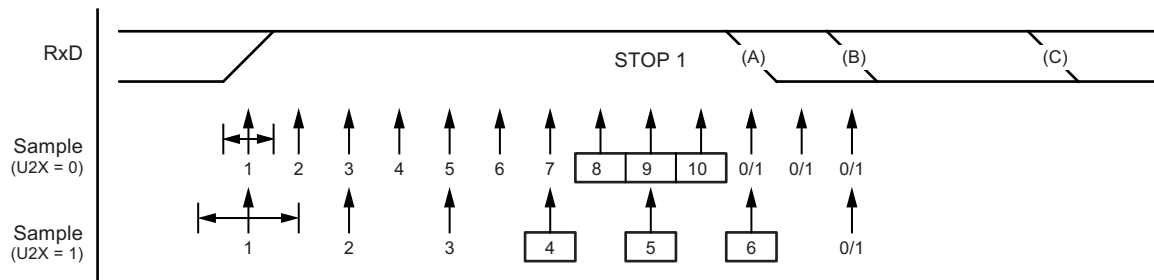 RxD STOP 1 (A) (B) (C)
Sample
(U2X = 0)
1 2 3 4 5 6 7 8 9 10 0/1 0/1 0/1
Sample
(U2X = 1)
1 2 3 4 5 6 0/1